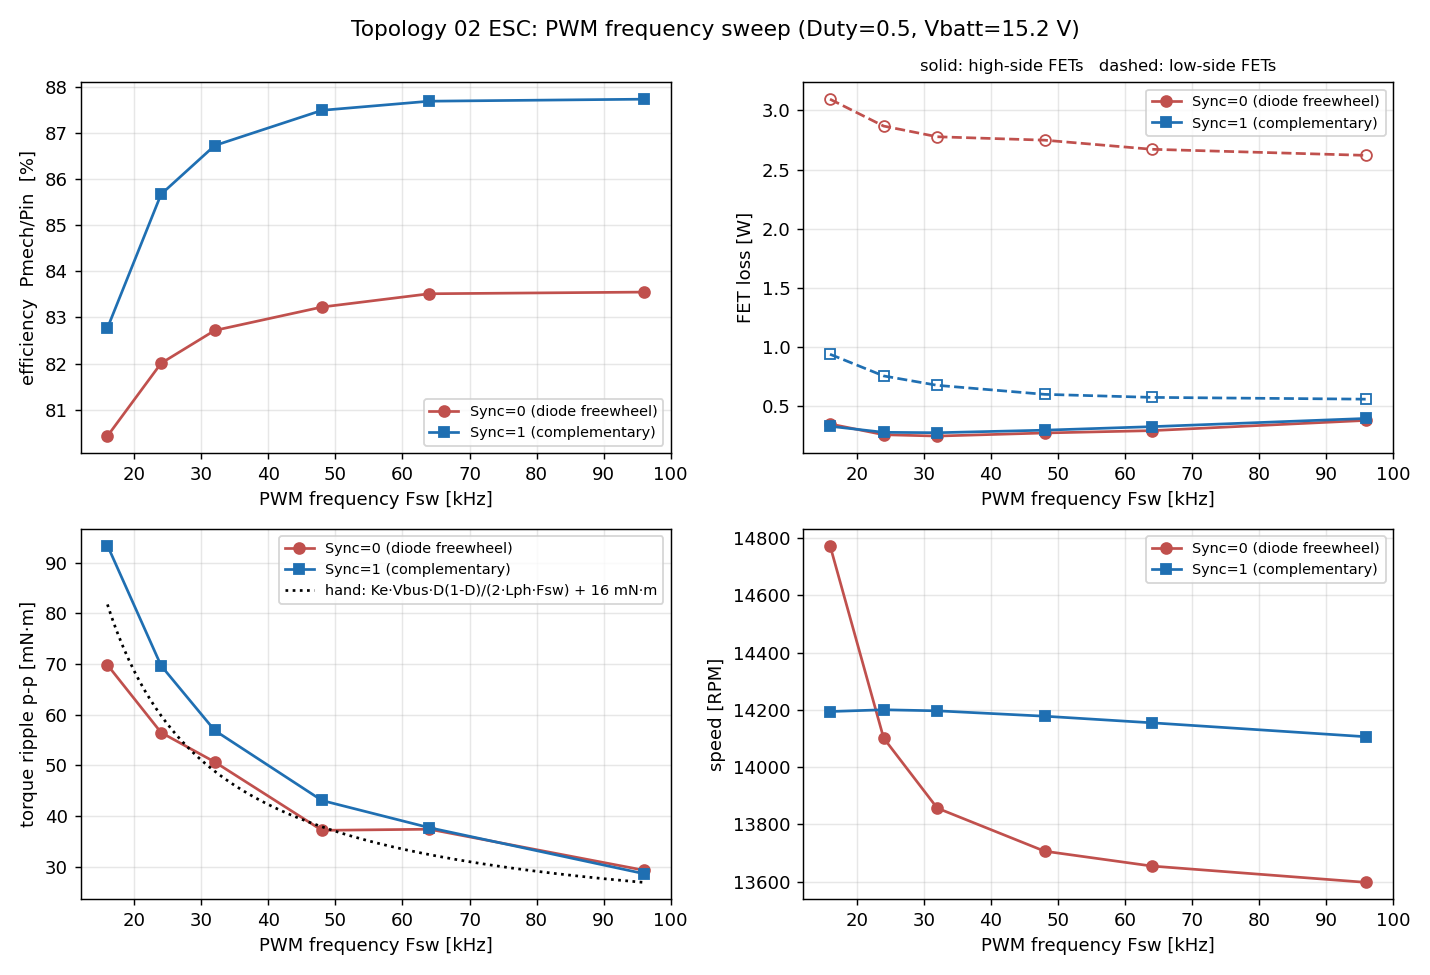 Topology 02 ESC: PWM frequency sweep (Duty=0.5, Vbatt=15.2 V)
88
87
86
85
84
83
82
81
efficiency  Pmech/Pin  [%]
Sync=0 (diode freewheel)
Sync=1 (complementary)
20 30 40 50 60 70 80 90 100
PWM frequency Fsw [kHz]
solid: high-side FETs   dashed: low-side FETs
3.0
2.5
2.0
1.5
1.0
0.5
FET loss [W]
Sync=0 (diode freewheel)
Sync=1 (complementary)
20 30 40 50 60 70 80 90 100
PWM frequency Fsw [kHz]
90
80
70
60
50
40
30
torque ripple p-p [mN·m]
Sync=0 (diode freewheel)
Sync=1 (complementary)
hand: Ke·Vbus·D(1-D)/(2·Lph·Fsw) + 16 mN·m
20 30 40 50 60 70 80 90 100
PWM frequency Fsw [kHz]
14800
14600
14400
14200
14000
13800
13600
speed [RPM]
Sync=0 (diode freewheel)
Sync=1 (complementary)
20 30 40 50 60 70 80 90 100
PWM frequency Fsw [kHz]